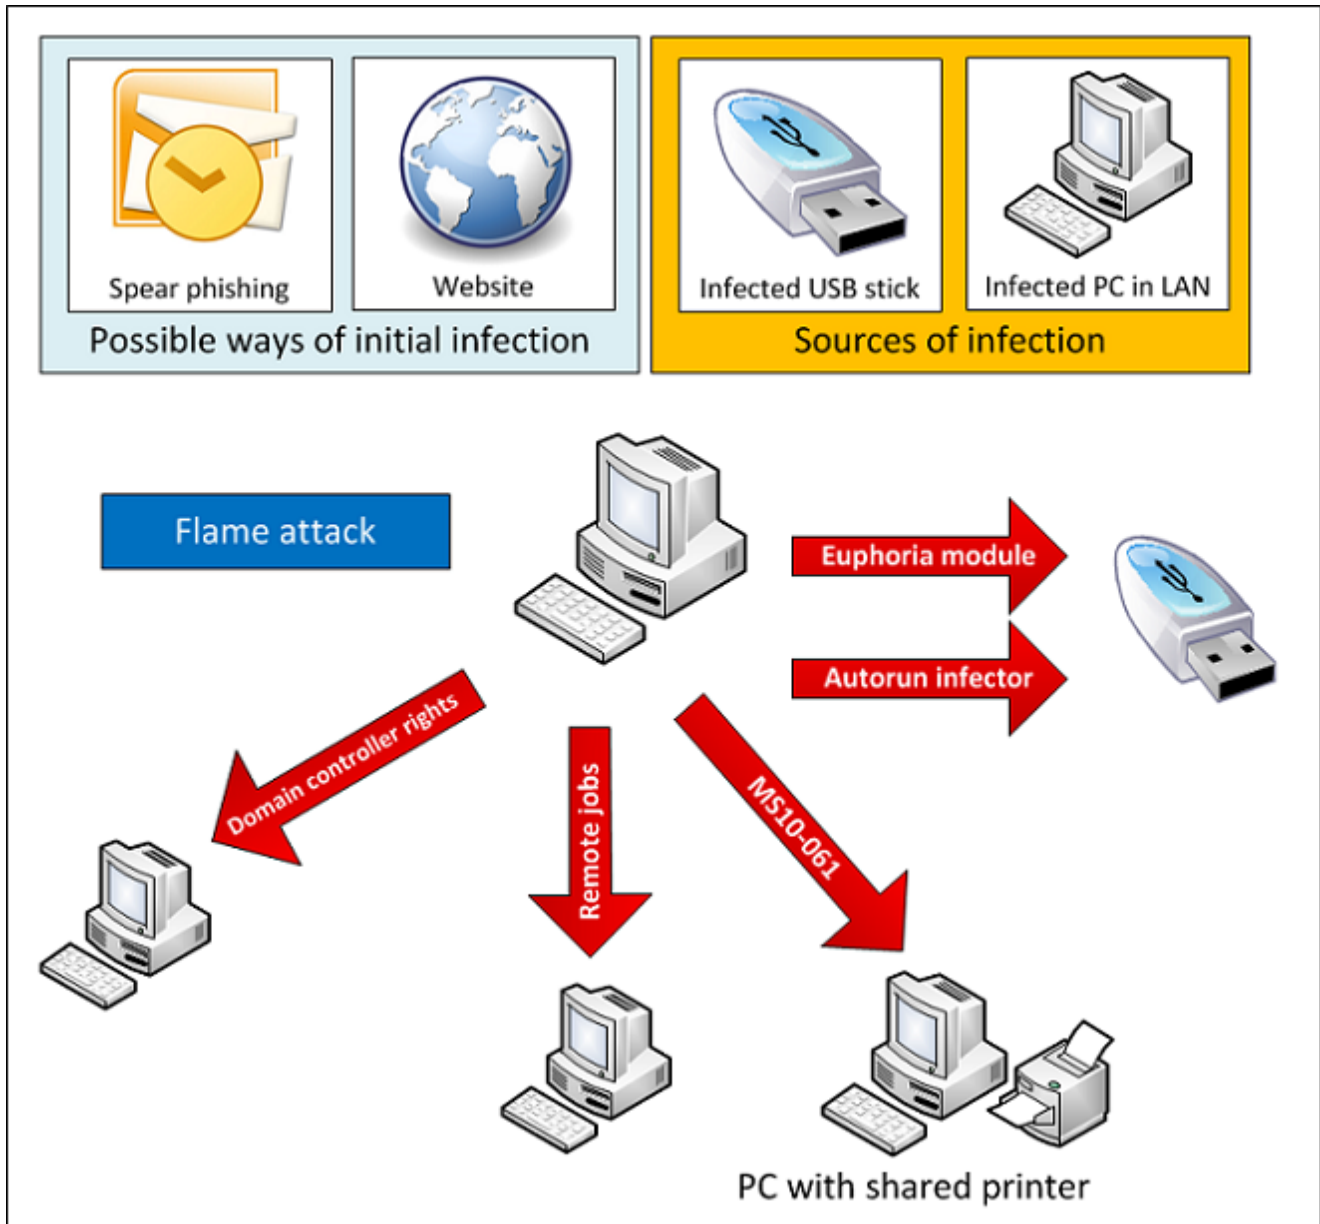 Spear phishing
Website
Possible ways of initial infection
Infected USB stick
Infected PC in LAN
Sources of infection
Flame attack
Euphoria module
Autorun infector
Domain controller rights
Remote jobs
MS10-061
PC with shared printer